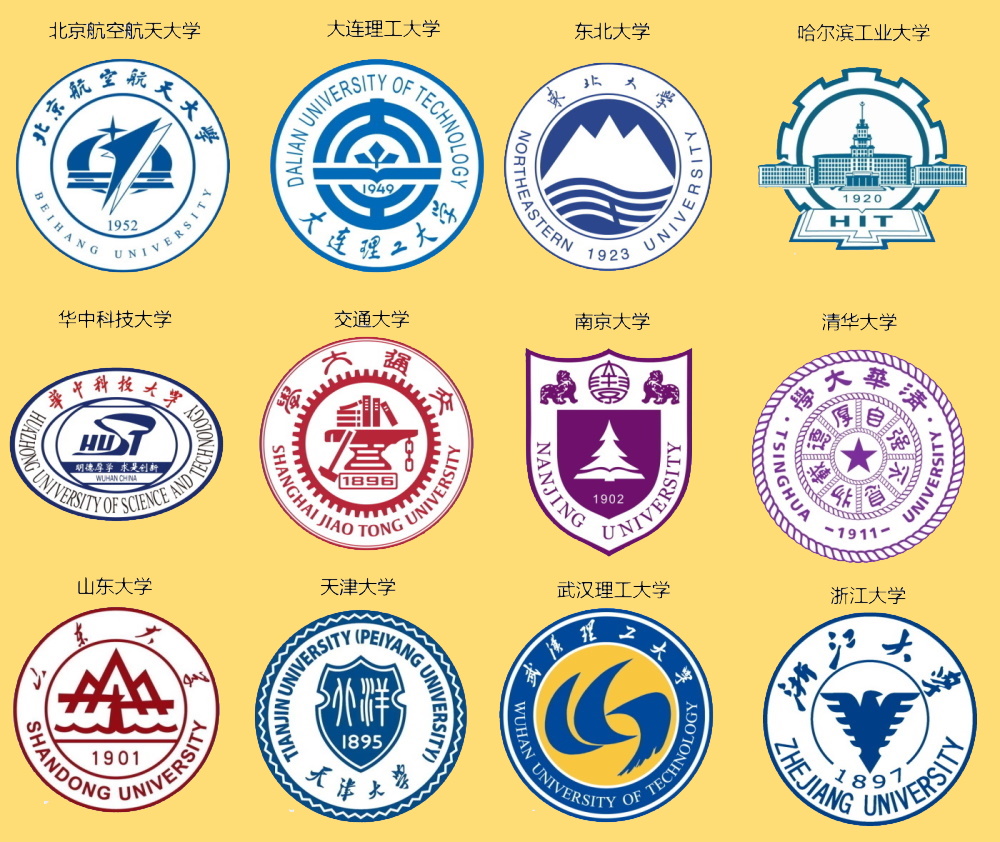 北京航空航天大学
大连理工大学
东北大学
哈尔滨工业大学
北京航空航天大学
1952
BEIHANG UNIVERSITY
DALIAN UNIVERSITY OF TECHNOLOGY
1949
大连理工大学
東北大學
NORTHEASTERN 1923 UNIVERSITY
1920
HIT
华中科技大学
交通大学
南京大学
清华大学
華中科技大学
HUST
明德厚学 求是创新
WUHAN CHINA
HUAZHONG UNIVERSITY OF SCIENCE AND TECHNOLOGY
學大通交
1896
SHANGHAI JIAO TONG UNIVERSITY
1902
NANJING UNIVERSITY
學大華清
自强不息
厚德載物
TSINGHUA -1911- UNIVERSITY
山东大学
天津大学
武汉理工大学
浙江大学
山东大学
1901
SHANDONG UNIVERSITY
TIANJIN UNIVERSITY (PEIYANG UNIVERSITY)
北洋
1895
天津大學
武漢理工大學
WUHAN UNIVERSITY OF TECHNOLOGY
浙江大學
1897
ZHEJIANG UNIVERSITY